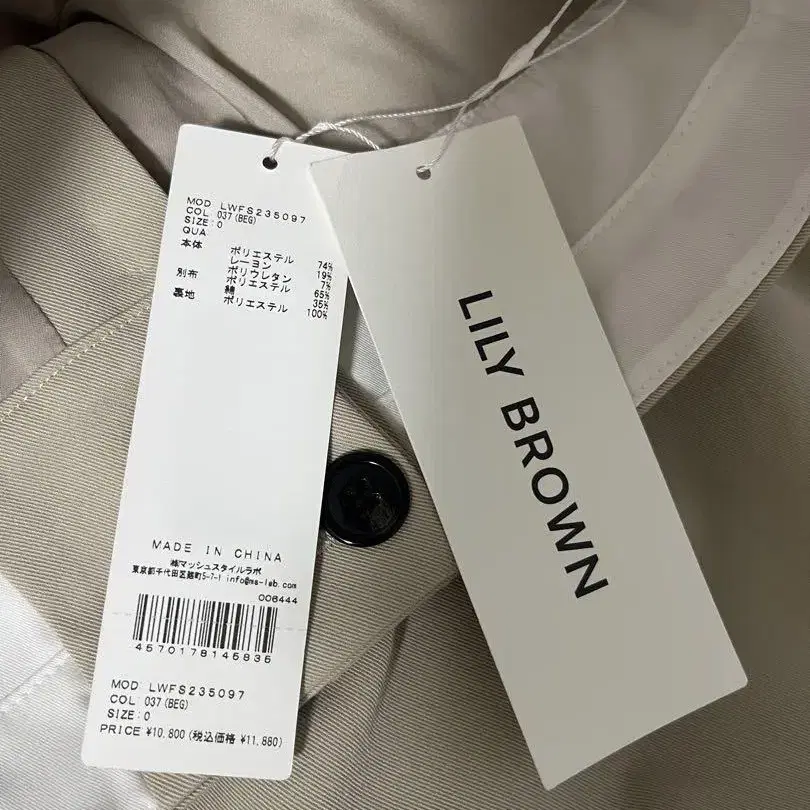 MOD LWFS235097
COL 037(BEG)
SIZE:0
QUA
本体 ポリエステル 74%
レーヨン 19%
ポリウレタン 7%
別布 ポリエステル 65%
綿 35%
裏地 ポリエステル 100%
MADE IN CHINA
㈱マッシュスタイルラボ
東京都千代田区麹町5-7-1 info@ms-lab.com
006444
4570178145836
MOD LWFS235097
COL 037(BEG)
SIZE:0
PRICE ¥10,800(税込価格 ¥11,880)
LILY BROWN